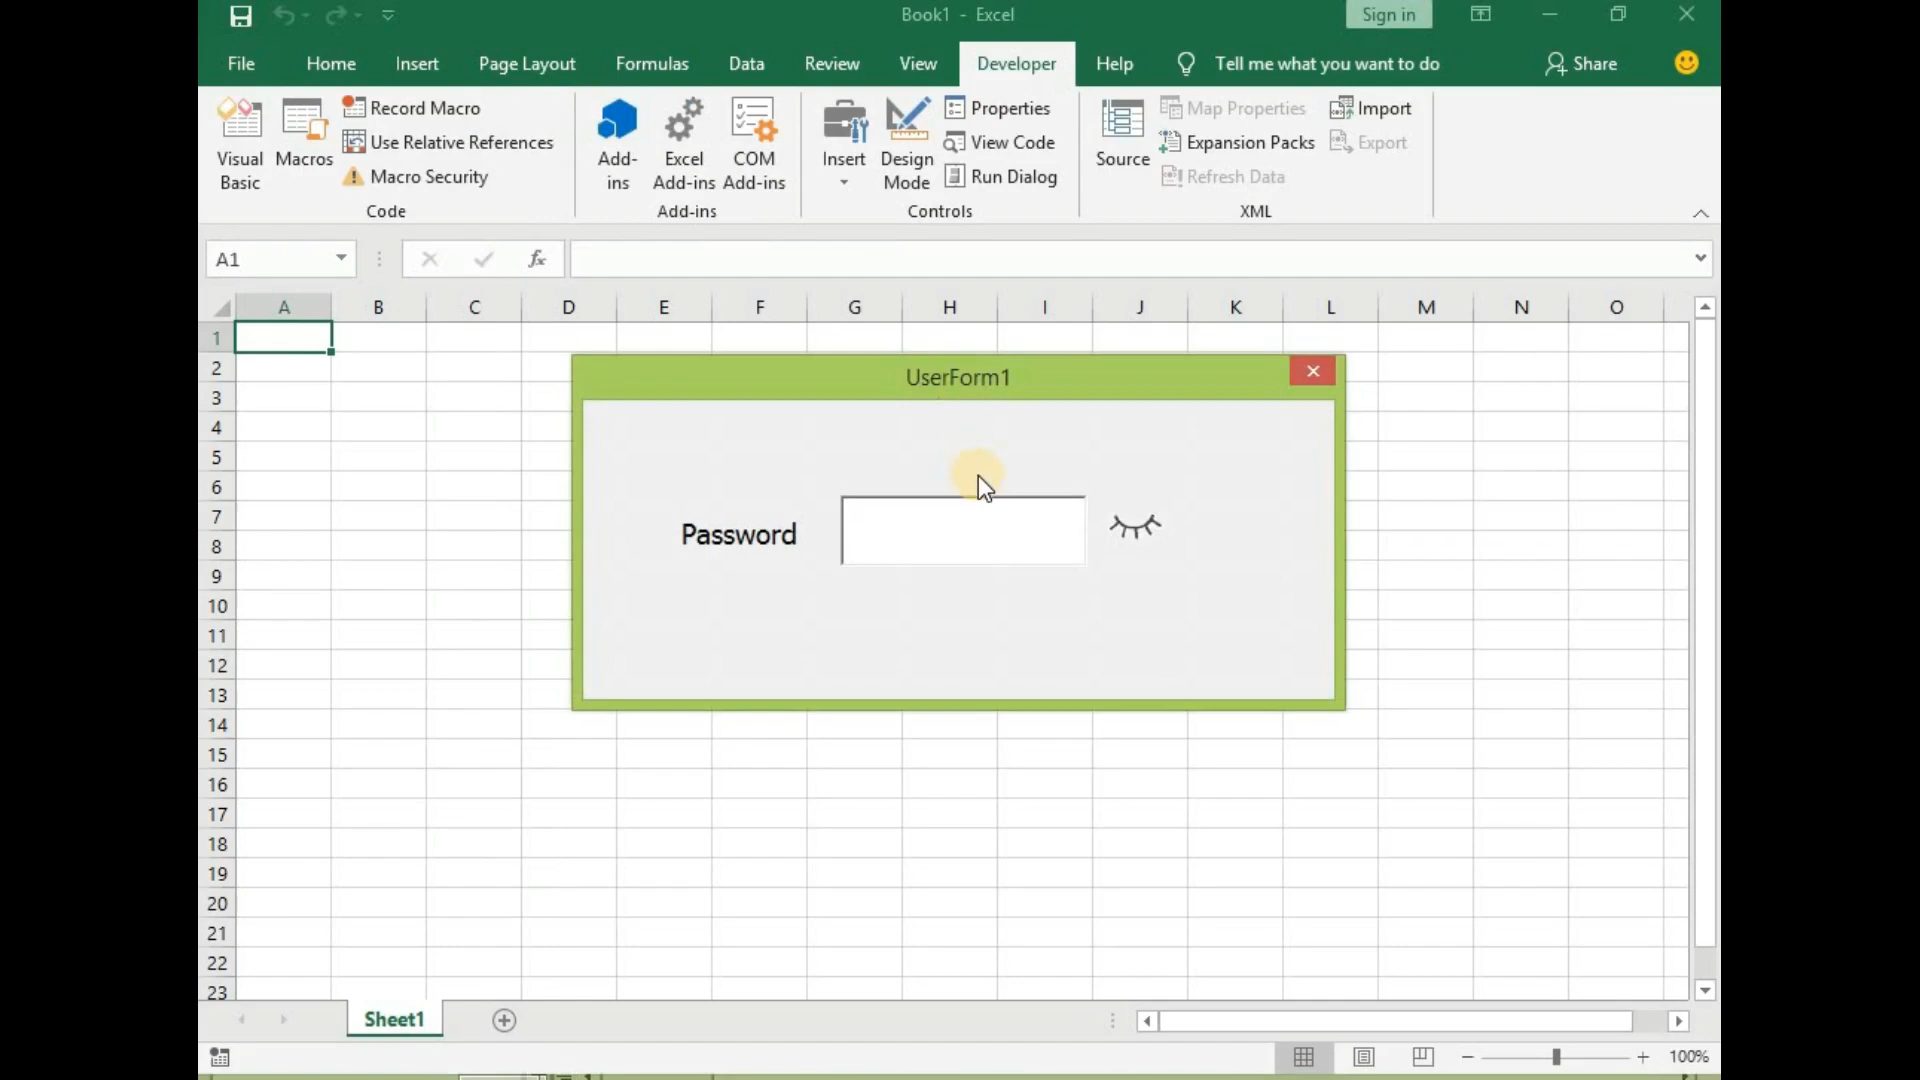 Book1 - Excel
Sign in
File Home Insert Page Layout Formulas Data Review View Developer Help Tell me what you want to do Share
Visual Basic
Macros
Record Macro
Use Relative References
Macro Security
Code
Add-ins
Excel Add-ins
COM Add-ins
Add-ins
Insert
Design Mode
Properties
View Code
Run Dialog
Controls
Source
Map Properties
Expansion Packs
Refresh Data
Import
Export
XML
A1
fx
A B C D E F G H I J K L M N O
1
2
3
4
5
6
7
8
9
10
11
12
13
14
15
16
17
18
19
20
21
22
23
UserForm1
Password
Sheet1
100%